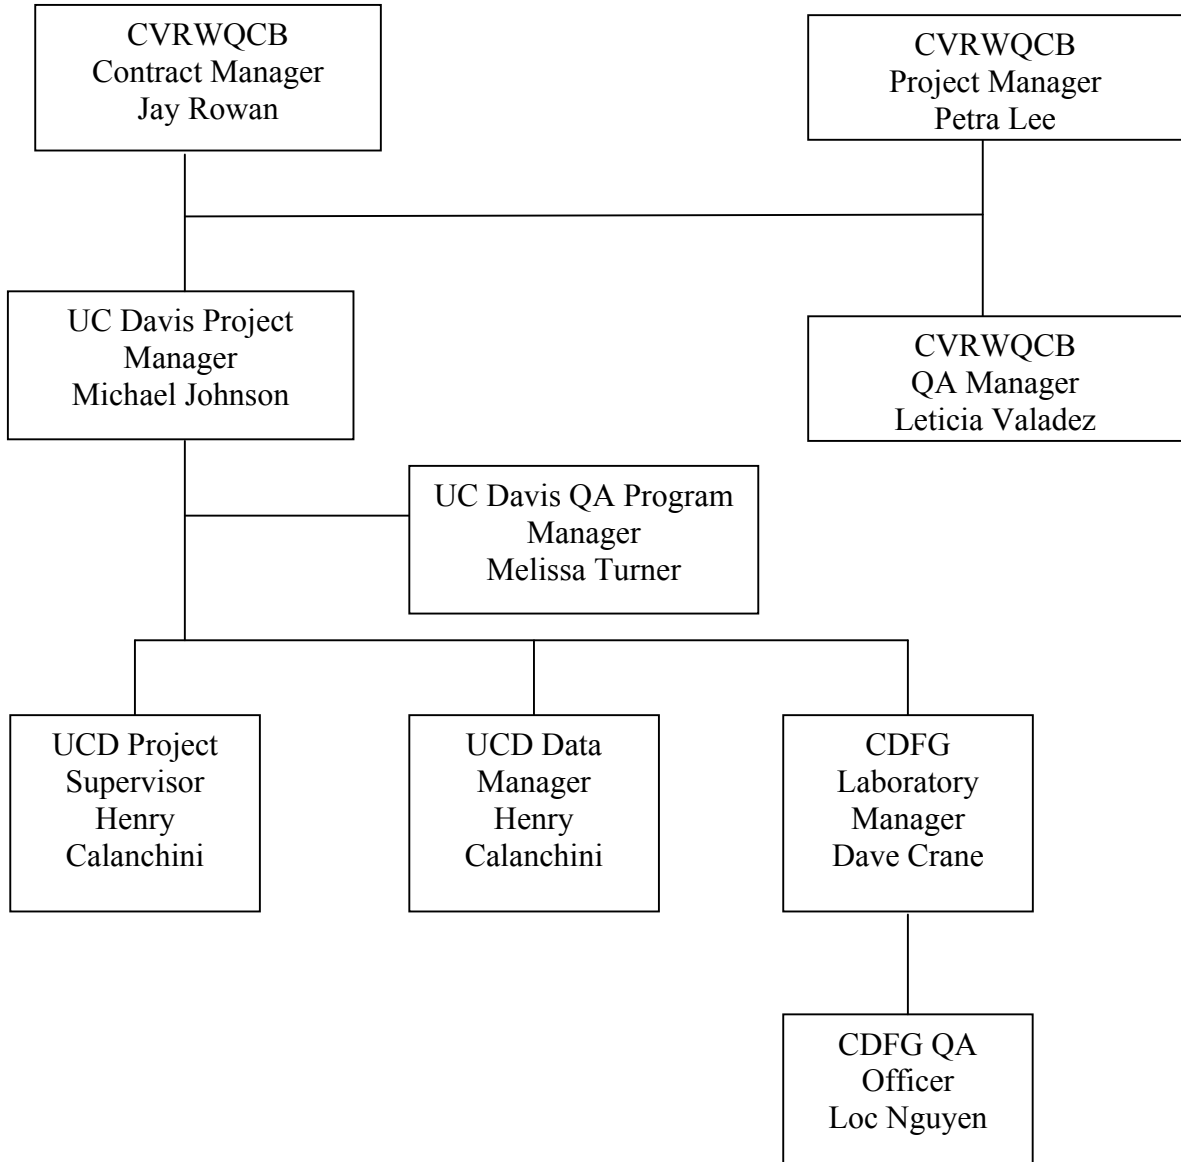 CVRWQCB
Contract Manager
Jay Rowan
CVRWQCB
Project Manager
Petra Lee
UC Davis Project
Manager
Michael Johnson
CVRWQCB
QA Manager
Leticia Valadez
UC Davis QA Program
Manager
Melissa Turner
UCD Project
Supervisor
Henry
Calanchini
UCD Data
Manager
Henry
Calanchini
CDFG
Laboratory
Manager
Dave Crane
CDFG QA
Officer
Loc Nguyen